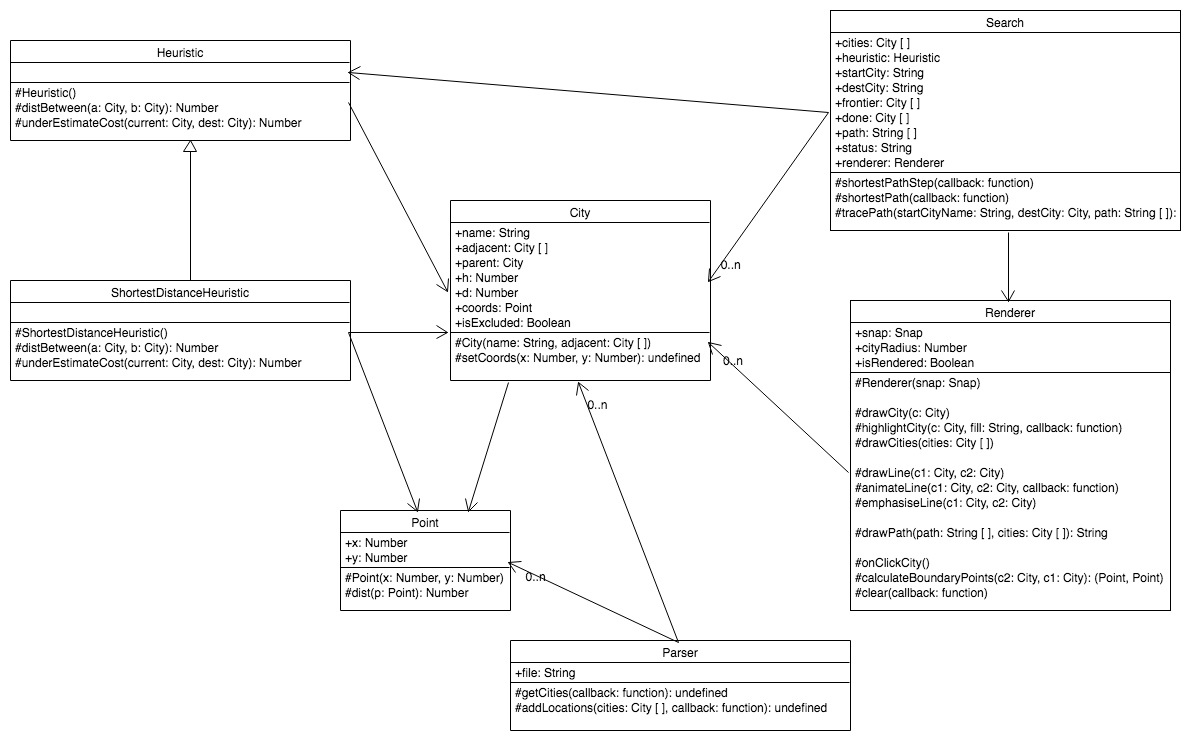 Search
+cities: City [ ]
+heuristic: Heuristic
+startCity: String
+destCity: String
+frontier: City [ ]
+done: City [ ]
+path: String [ ]
+status: String
+renderer: Renderer
#shortestPathStep(callback: function)
#shortestPath(callback: function)
#tracePath(startCityName: String, destCity: City, path: String [ ]):
Heuristic
#Heuristic()
#distBetween(a: City, b: City): Number
#underEstimateCost(current: City, dest: City): Number
City
+name: String
+adjacent: City [ ]
+parent: City
+h: Number
+d: Number
+coords: Point
+isExcluded: Boolean
#City(name: String, adjacent: City [ ])
#setCoords(x: Number, y: Number): undefined
0..n
0..n
0..n
ShortestDistanceHeuristic
#ShortestDistanceHeuristic()
#distBetween(a: City, b: City): Number
#underEstimateCost(current: City, dest: City): Number
Renderer
+snap: Snap
+cityRadius: Number
+isRendered: Boolean
#Renderer(snap: Snap)
#drawCity(c: City)
#highlightCity(c: City, fill: String, callback: function)
#drawCities(cities: City [ ])
#drawLine(c1: City, c2: City)
#animateLine(c1: City, c2: City, callback: function)
#emphasiseLine(c1: City, c2: City)
#drawPath(path: String [ ], cities: City [ ]): String
#onClickCity()
#calculateBoundaryPoints(c2: City, c1: City): (Point, Point)
#clear(callback: function)
Point
+x: Number
+y: Number
#Point(x: Number, y: Number)
#dist(p: Point): Number
0..n
Parser
+file: String
#getCities(callback: function): undefined
#addLocations(cities: City [ ], callback: function): undefined